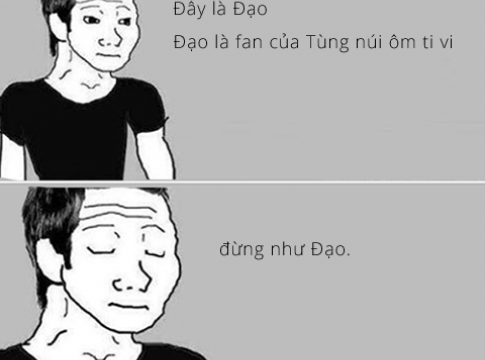 Đây là Đạo
Đạo là fan của Tùng núi ôm ti vi
đừng như Đạo.